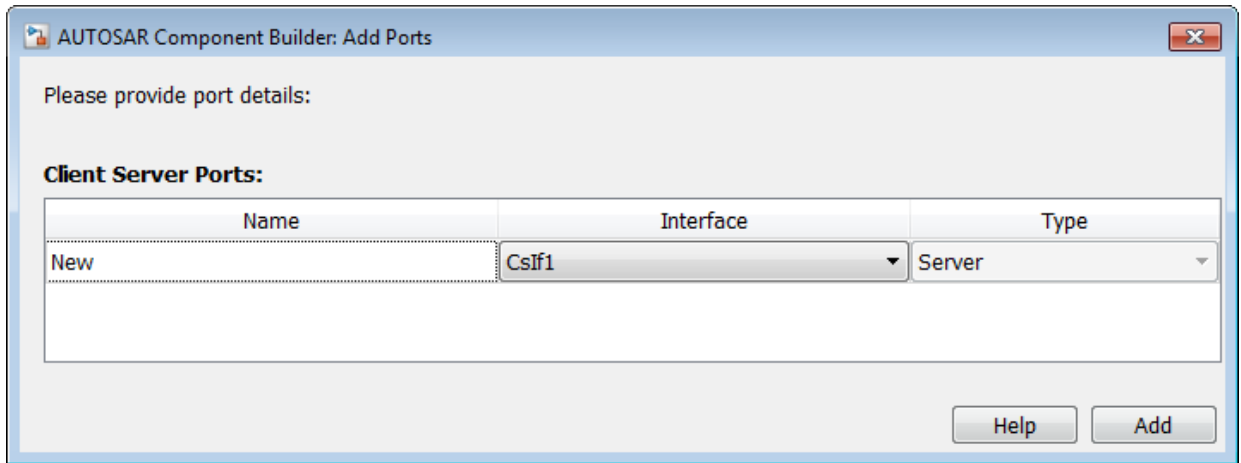 AUTOSAR Component Builder: Add Ports
Please provide port details:
Client Server Ports:
Name Interface Type
New CsIf1 Server
Help Add